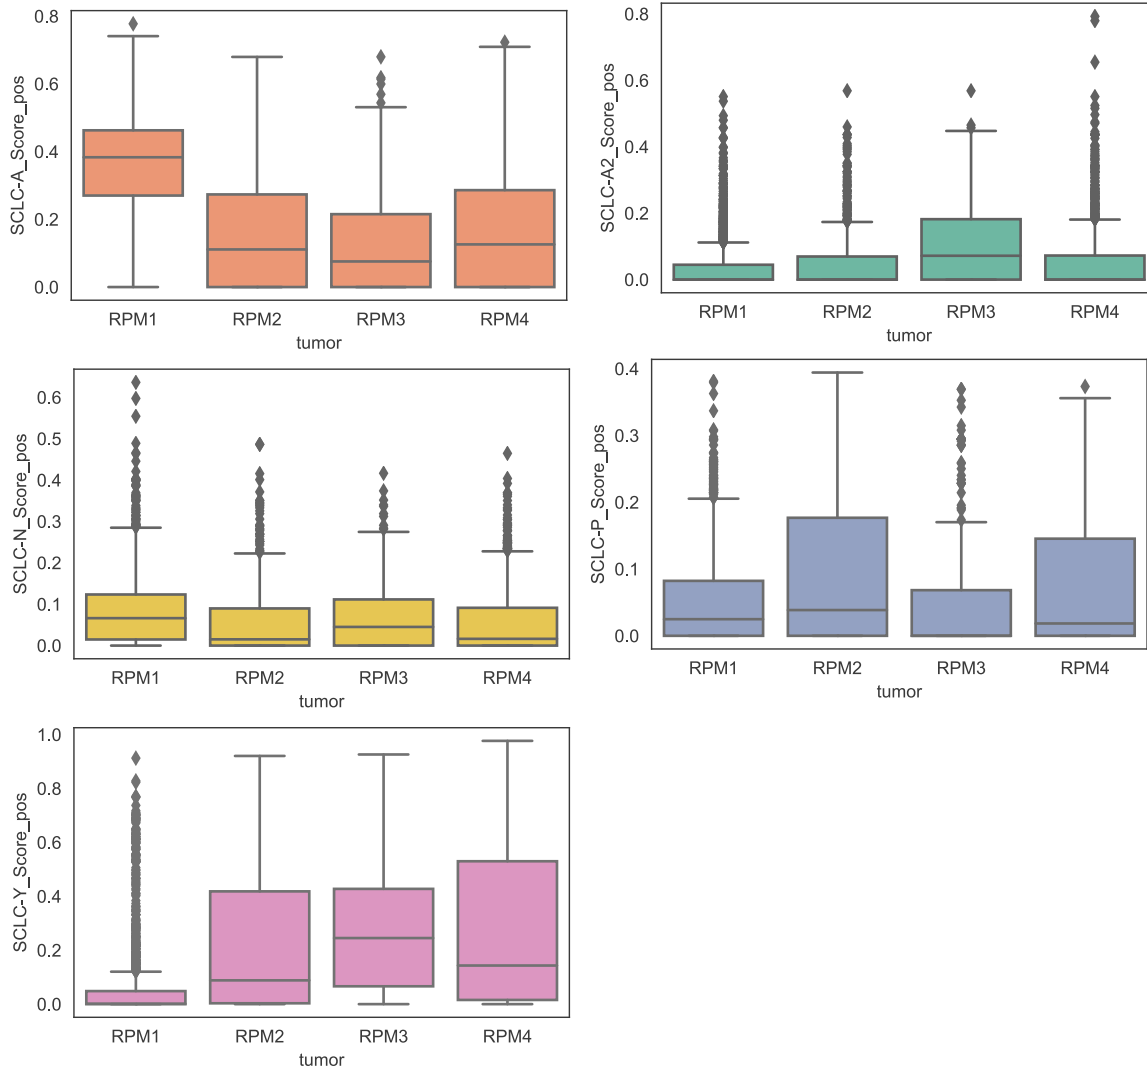 SCLC-A_Score_pos
0.8
0.6
0.4
0.2
0.0
RPM1 RPM2 RPM3 RPM4
tumor
SCLC-A2_Score_pos
0.8
0.6
0.4
0.2
0.0
RPM1 RPM2 RPM3 RPM4
tumor
SCLC-N_Score_pos
0.6
0.5
0.4
0.3
0.2
0.1
0.0
RPM1 RPM2 RPM3 RPM4
tumor
SCLC-P_Score_pos
0.4
0.3
0.2
0.1
0.0
RPM1 RPM2 RPM3 RPM4
tumor
SCLC-Y_Score_pos
1.0
0.8
0.6
0.4
0.2
0.0
RPM1 RPM2 RPM3 RPM4
tumor